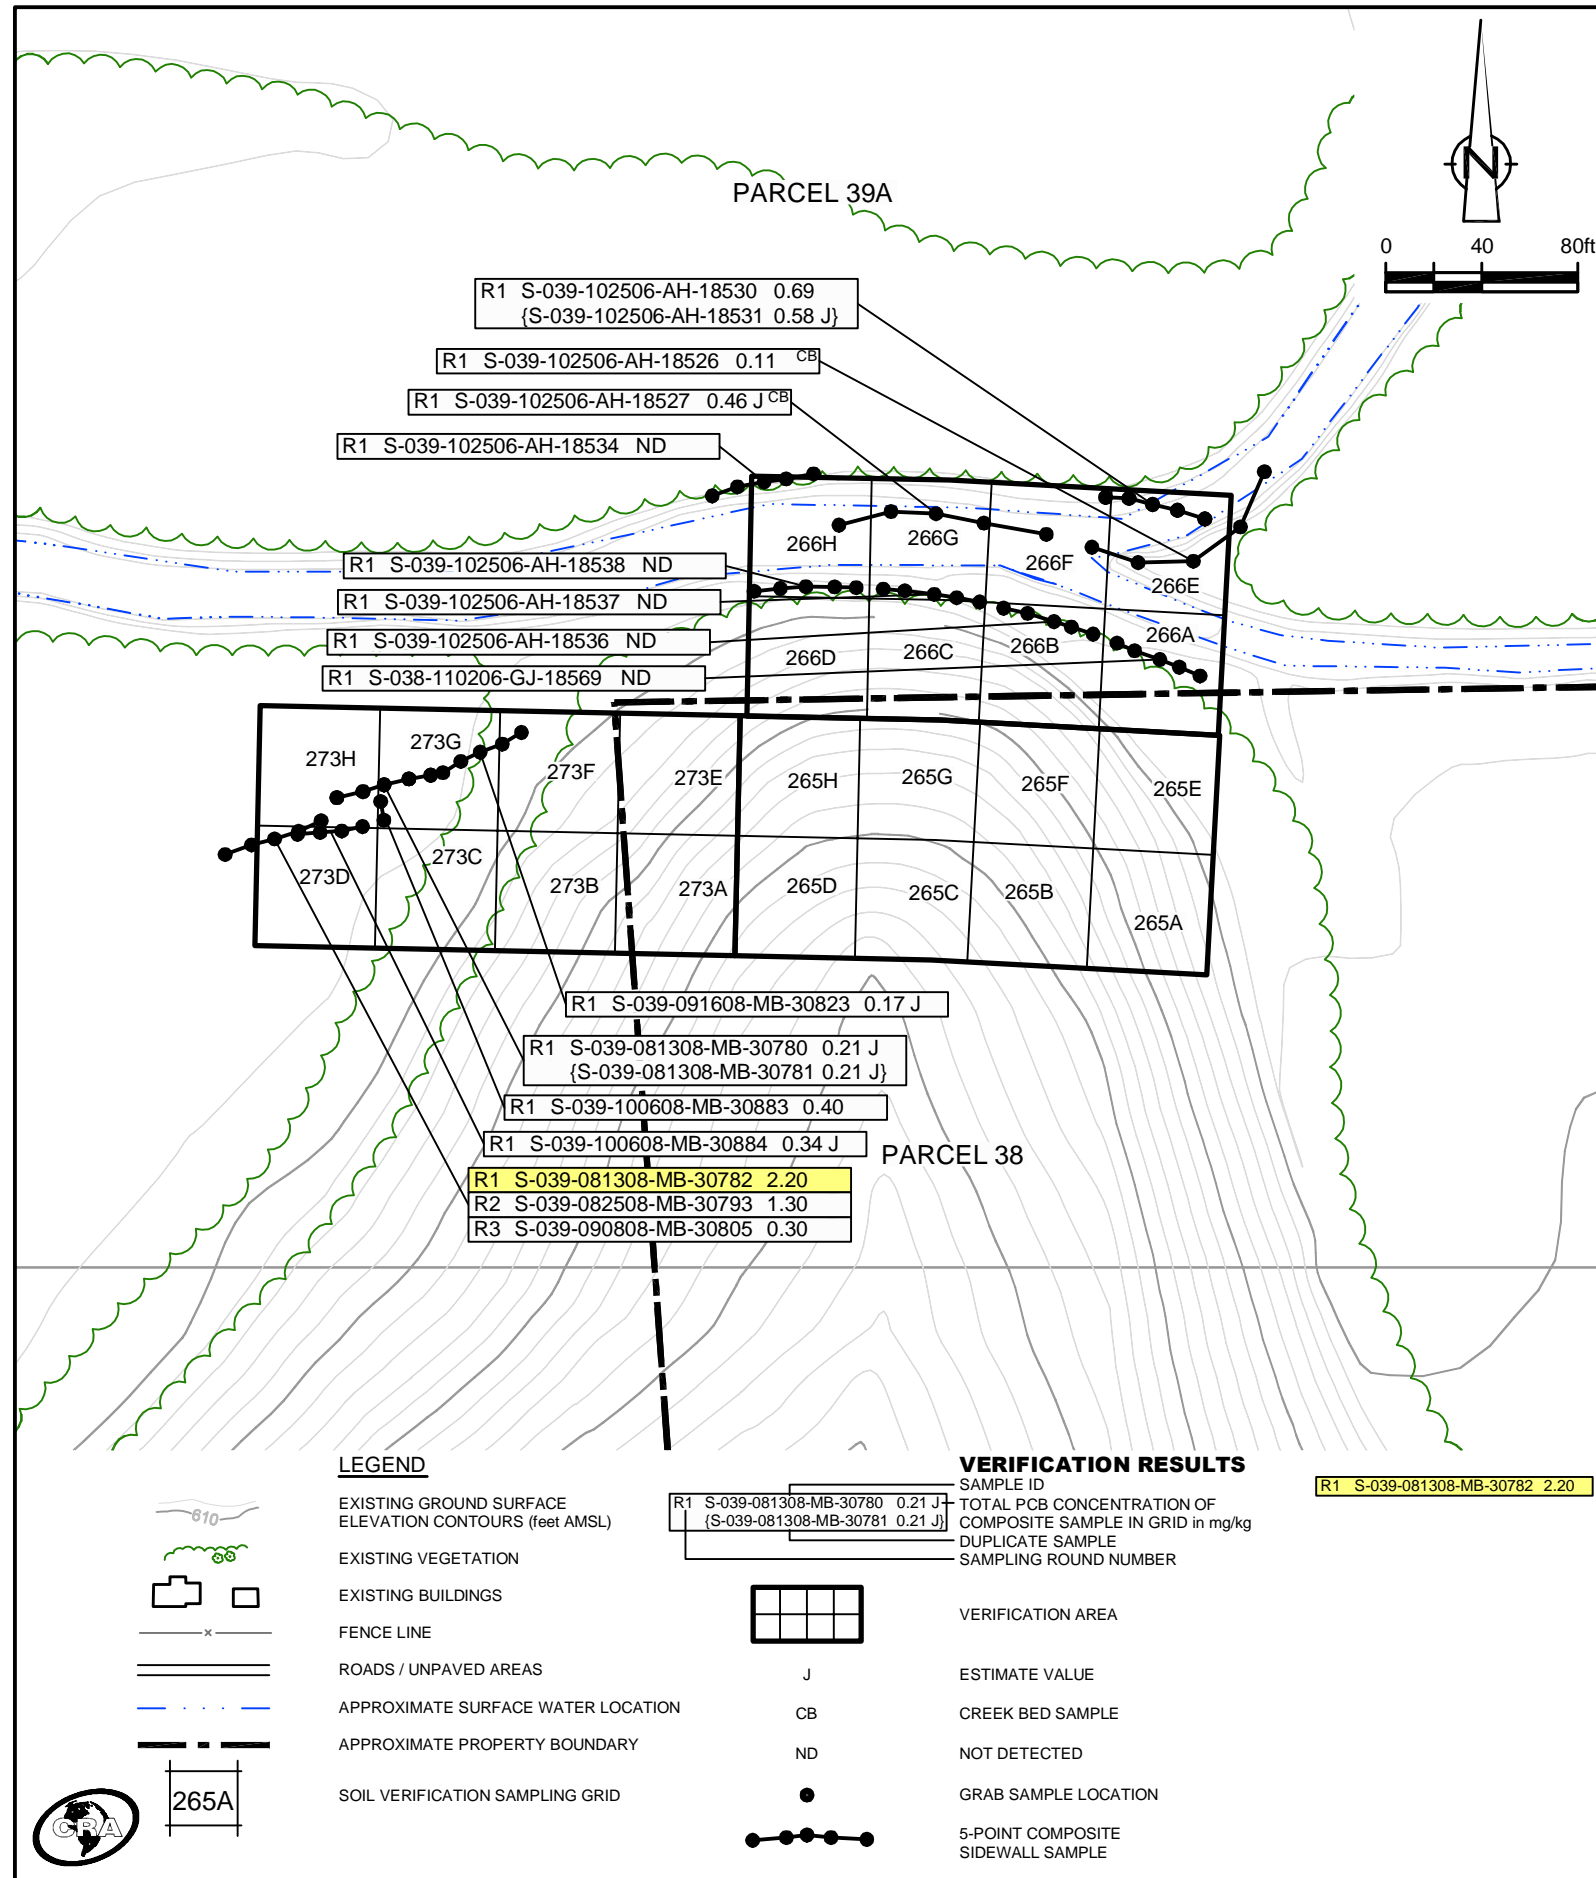 PARCEL 39A
N
0 40 80ft
R1 S-039-102506-AH-18530 0.69
{S-039-102506-AH-18531 0.58 J}
R1 S-039-102506-AH-18526 0.11 CB
R1 S-039-102506-AH-18527 0.46 J CB
R1 S-039-102506-AH-18534 ND
266H 266G 266F 266E
R1 S-039-102506-AH-18538 ND
R1 S-039-102506-AH-18537 ND
R1 S-039-102506-AH-18536 ND
R1 S-038-110206-GJ-18569 ND
266D 266C 266B 266A
273H 273G 273F 273E 265H 265G 265F 265E
273D 273C 273B 273A 265D 265C 265B 265A
R1 S-039-091608-MB-30823 0.17 J
R1 S-039-081308-MB-30780 0.21 J
{S-039-081308-MB-30781 0.21 J}
R1 S-039-100608-MB-30883 0.40
R1 S-039-100608-MB-30884 0.34 J
PARCEL 38
R1 S-039-081308-MB-30782 2.20
R2 S-039-082508-MB-30793 1.30
R3 S-039-090808-MB-30805 0.30
LEGEND
610
EXISTING GROUND SURFACE
ELEVATION CONTOURS (feet AMSL)
EXISTING VEGETATION
EXISTING BUILDINGS
x
FENCE LINE
ROADS / UNPAVED AREAS
APPROXIMATE SURFACE WATER LOCATION
APPROXIMATE PROPERTY BOUNDARY
265A
SOIL VERIFICATION SAMPLING GRID
CRA
VERIFICATION RESULTS
R1 S-039-081308-MB-30780 0.21 J
{S-039-081308-MB-30781 0.21 J}
SAMPLE ID
TOTAL PCB CONCENTRATION OF
COMPOSITE SAMPLE IN GRID in mg/kg
DUPLICATE SAMPLE
SAMPLING ROUND NUMBER
R1 S-039-081308-MB-30782 2.20
VERIFICATION AREA
J ESTIMATE VALUE
CB CREEK BED SAMPLE
ND NOT DETECTED
GRAB SAMPLE LOCATION
5-POINT COMPOSITE
SIDEWALL SAMPLE